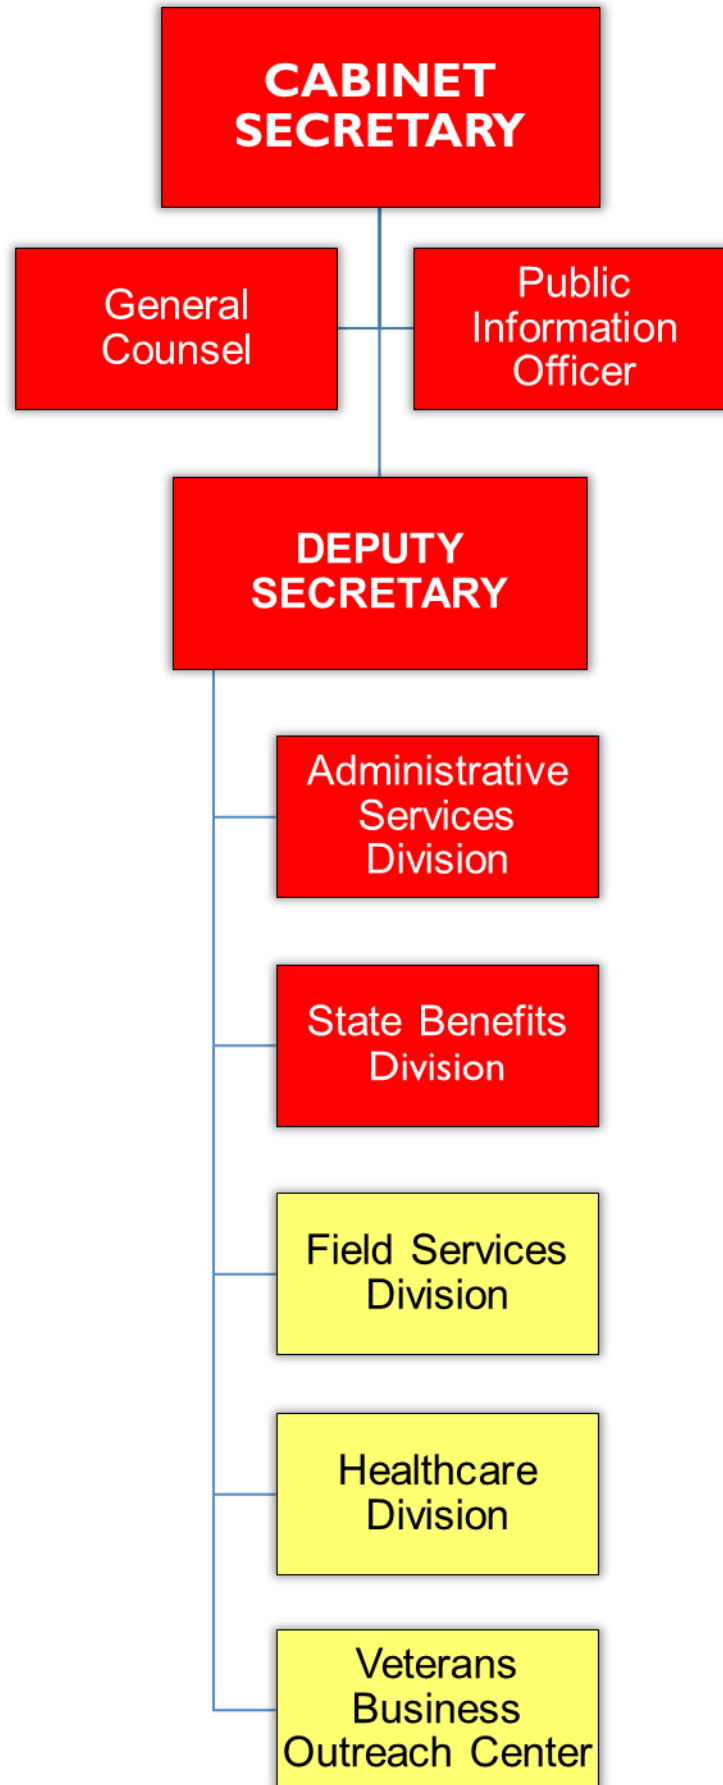 CABINET
SECRETARY
General
Counsel
Public
Information
Officer
DEPUTY
SECRETARY
Administrative
Services
Division
State Benefits
Division
Field Services
Division
Healthcare
Division
Veterans
Business
Outreach Center